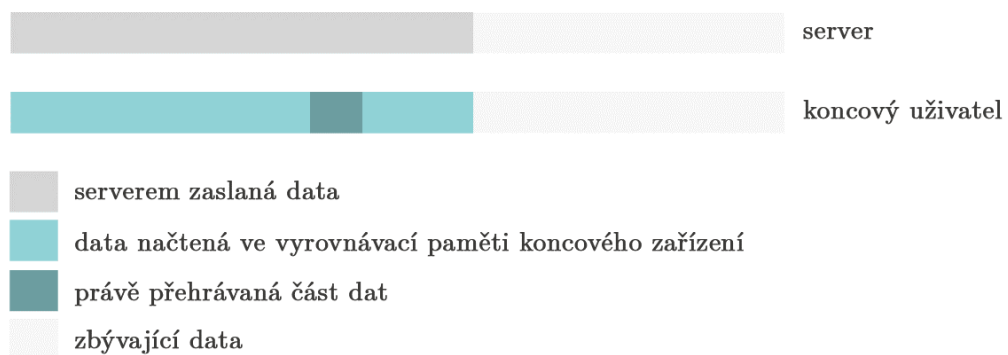 server
koncový uživatel
serverem zaslaná data
data načtená ve vyrovnávací paměti koncového zařízení
právě přehrávaná část dat
zbývající data